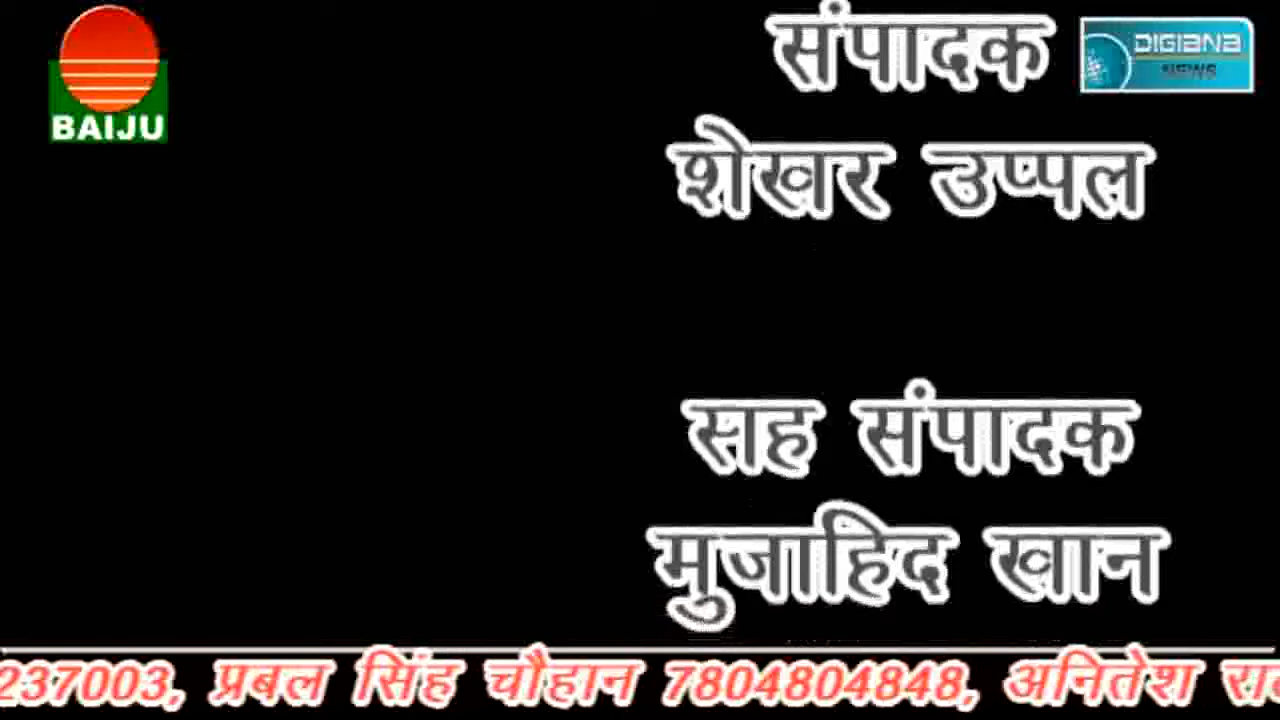 संपादक
DIGIANA
NEWS
BAIJU
शेखर उप्पल
सह संपादक
मुजाहिद खान
237003, प्रबल सिंह चौहान 7804804848, अनितेश